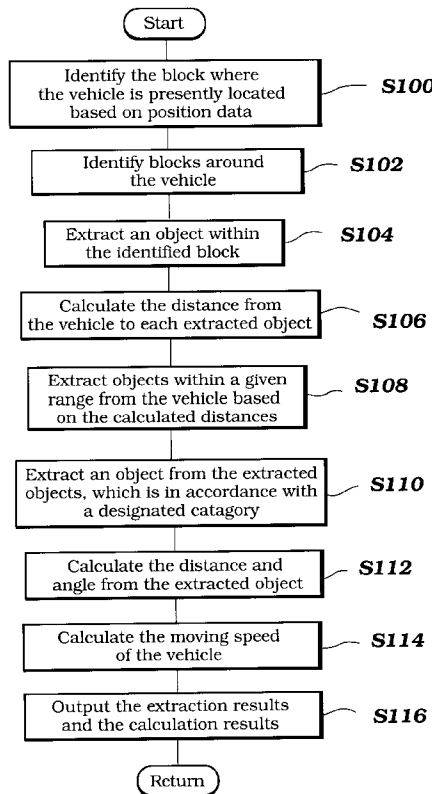 Start
Identify the block where
the vehicle is presently located
based on position data
S100
Identify blocks around
the vehicle
S102
Extract an object within
the identified block
S104
Calculate the distance from
the vehicle to each extracted object
S106
Extract objects within a given
range from the vehicle based
on the calculated distances
S108
Extract an object from the extracted
objects, which is in accordance with
a designated catagory
S110
Calculate the distance and
angle from the extracted object
S112
Calculate the moving speed
of the vehicle
S114
Output the extraction results
and the calculation results
S116
Return